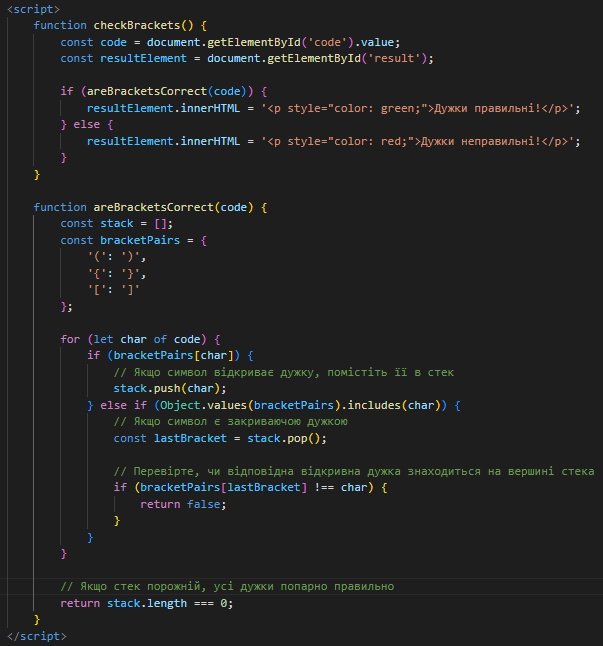 <script>
function checkBrackets() {
const code = document.getElementById('code').value;
const resultElement = document.getElementById('result');
if (areBracketsCorrect(code)) {
resultElement.innerHTML = '<p style="color: green;">Дужки правильні!</p>';
} else {
resultElement.innerHTML = '<p style="color: red;">Дужки неправильні!</p>';
}
}
function areBracketsCorrect(code) {
const stack = [];
const bracketPairs = {
'(': ')',
'{': '}',
'[': ']'
};
for (let char of code) {
if (bracketPairs[char]) {
// Якщо символ відкриває дужку, помістіть її в стек
stack.push(char);
} else if (Object.values(bracketPairs).includes(char)) {
// Якщо символ є закриваючою дужкою
const lastBracket = stack.pop();
// Перевірте, чи відповідна відкривна дужка знаходиться на вершині стека
if (bracketPairs[lastBracket] !== char) {
return false;
}
}
}
// Якщо стек порожній, усі дужки попарно правильно
return stack.length === 0;
}
</script>